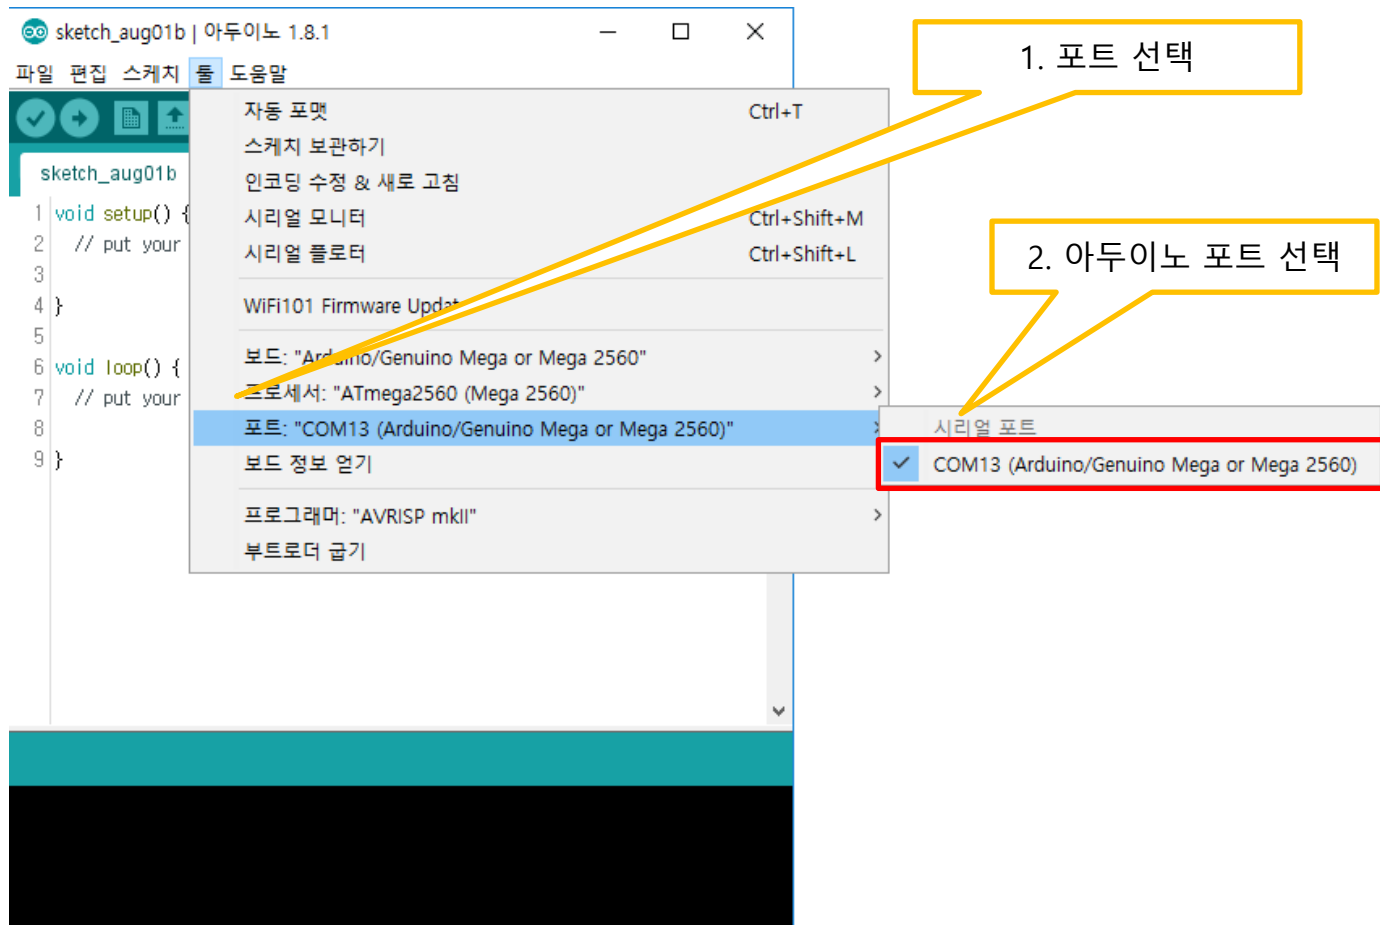 sketch_aug01b | 아두이노 1.8.1
파일 편집 스케치 툴 도움말
1. 포트 선택
자동 포맷 Ctrl+T
스케치 보관하기
sketch_aug01b
인코딩 수정 & 새로 고침
1 void setup() {
시리얼 모니터 Ctrl+Shift+M
2 // put your
시리얼 플로터 Ctrl+Shift+L
2. 아두이노 포트 선택
3
4 }
WiFi101 Firmware
5
보드: "Arduino/Genuino Mega or Mega 2560"
6 void loop() {
프로세서: "ATmega2560 (Mega 2560)"
7 // put your
8
포트: "COM13 (Arduino/Genuino Mega or Mega 2560)"
시리얼 포트
9 }
보드 정보 얻기
COM13 (Arduino/Genuino Mega or Mega 2560)
프로그래머: "AVRISP mkII"
부트로더 굽기